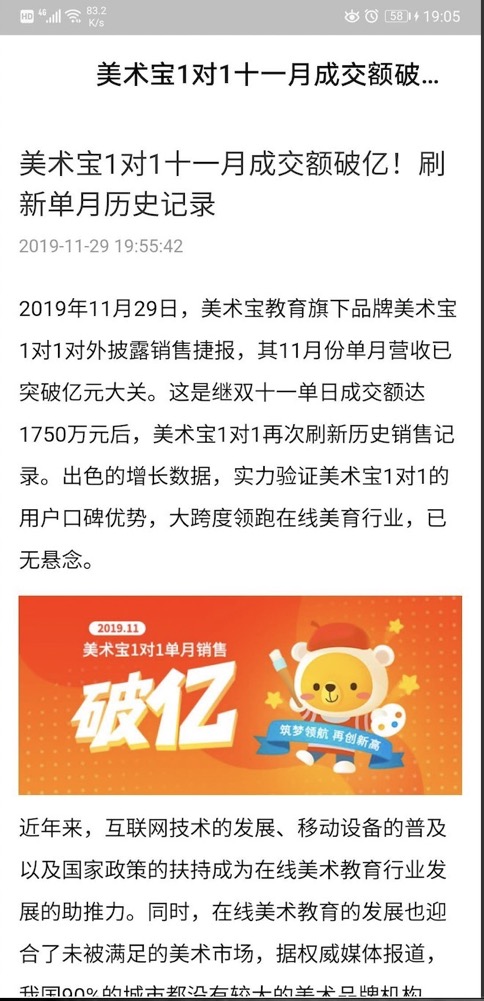 HD 4G 83.2 K/s 58 19:05
美术宝1对1十一月成交额破...
美术宝1对1十一月成交额破亿！刷
新单月历史记录
2019-11-29 19:55:42
2019年11月29日，美术宝教育旗下品牌美术宝
1对1对外披露销售捷报，其11月份单月营收已
突破亿元大关。这是继双十一单日成交额达
1750万元后，美术宝1对1再次刷新历史销售记
录。出色的增长数据，实力验证美术宝1对1的
用户口碑优势，大跨度领跑在线美育行业，已
无悬念。
2019.11
美术宝1对1单月销售
破亿
筑梦领航 再创新高
近年来，互联网技术的发展、移动设备的普及
以及国家政策的扶持成为在线美术教育行业发
展的助推力。同时，在线美术教育的发展也迎
合了未被满足的美术市场，据权威媒体报道，
我国90%的城市都没有较大的美术品牌机构